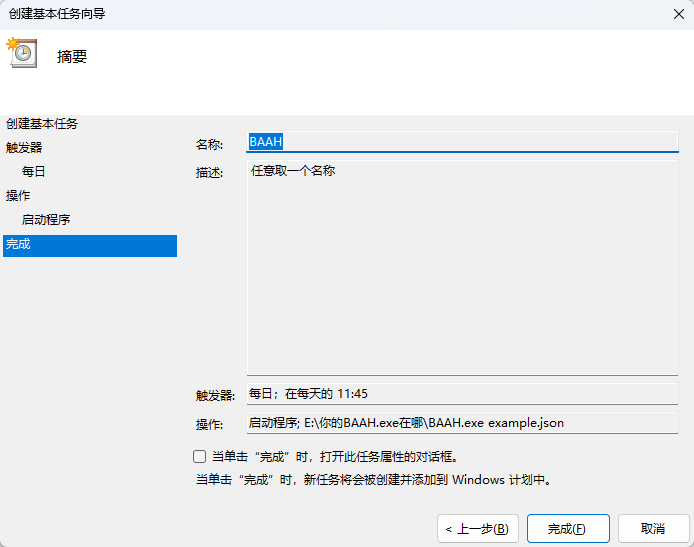 创建基本任务向导
摘要
创建基本任务
触发器
每日
操作
启动程序
完成
名称: BAAH
描述: 任意取一个名称
触发器: 每日；在每天的 11:45
操作: 启动程序; E:\你的BAAH.exe在哪\BAAH.exe example.json
当单击“完成”时，打开此任务属性的对话框。
当单击“完成”时，新任务将会被创建并添加到 Windows 计划中。
< 上一步(B) 完成(F) 取消